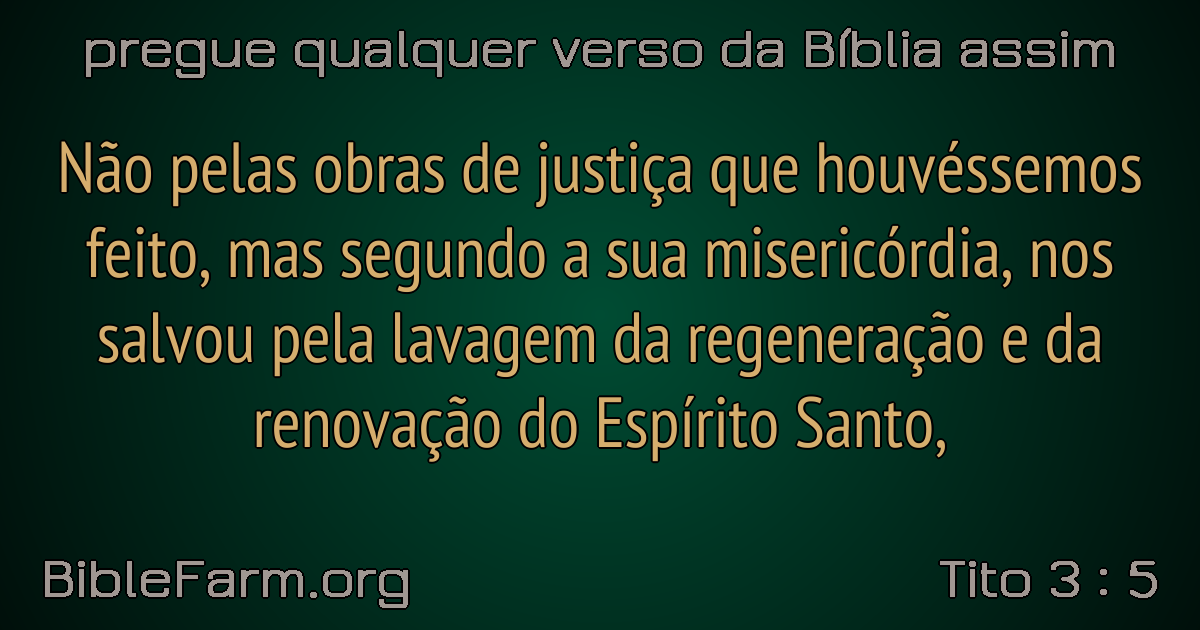 pregue qualquer verso da Bíblia assim
Não pelas obras de justiça que houvéssemos
feito, mas segundo a sua misericórdia, nos
salvou pela lavagem da regeneração e da
renovação do Espírito Santo,
BibleFarm.org
Tito 3 : 5